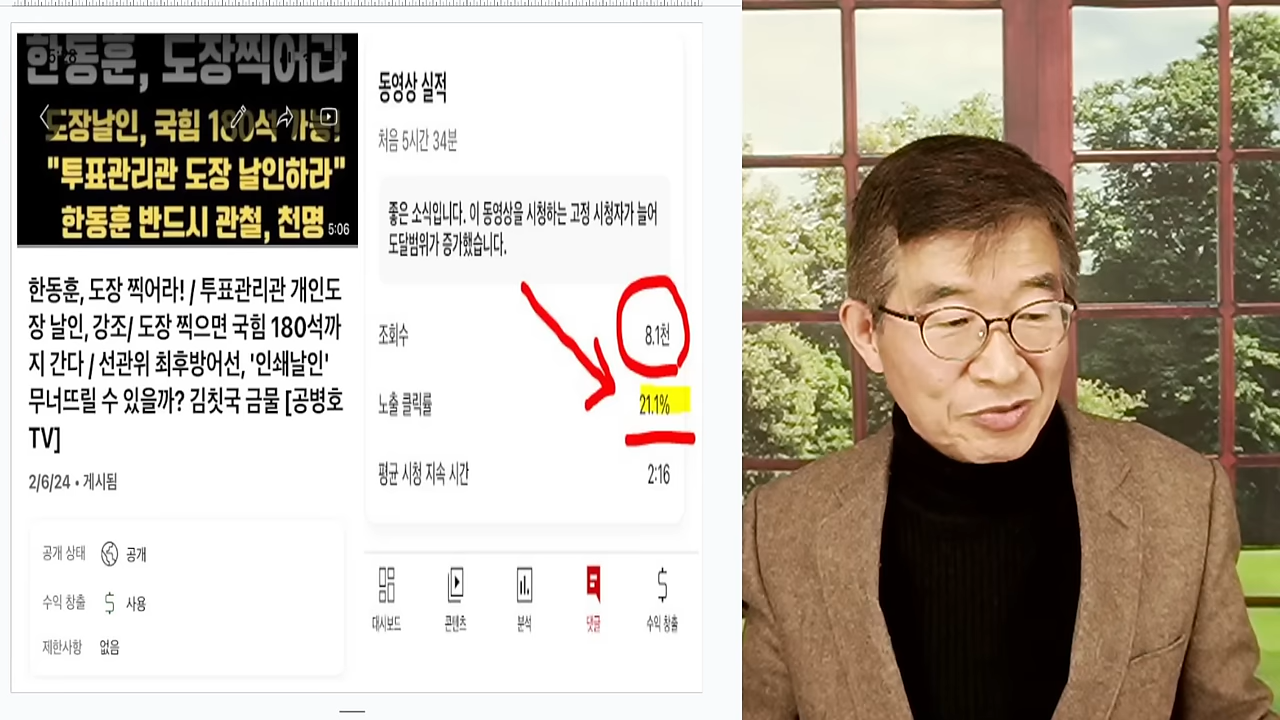 한동훈, 도장찍어라
도장날인, 국힘 180석 가능!
"투표관리관 도장 날인하라"
한동훈 반드시 관철, 천명
5:06
한동훈, 도장 찍어라! / 투표관리관 개인도
장 날인, 강조/ 도장 찍으면 국힘 180석까
지 간다 / 선관위 최후방어선, '인쇄날인'
무너뜨릴 수 있을까? 김칫국 금물 [공병호
TV]
2/6/24 • 게시됨
공개 상태 공개
수익 창출 사용
제한사항 없음
동영상 실적
처음 5시간 34분
좋은 소식입니다. 이 동영상을 시청하는 고정 시청자가 늘어
도달범위가 증가했습니다.
조회수 8.1천
노출 클릭률 21.1%
평균 시청 지속 시간 2:16
대시보드 콘텐츠 분석 댓글 수익 창출